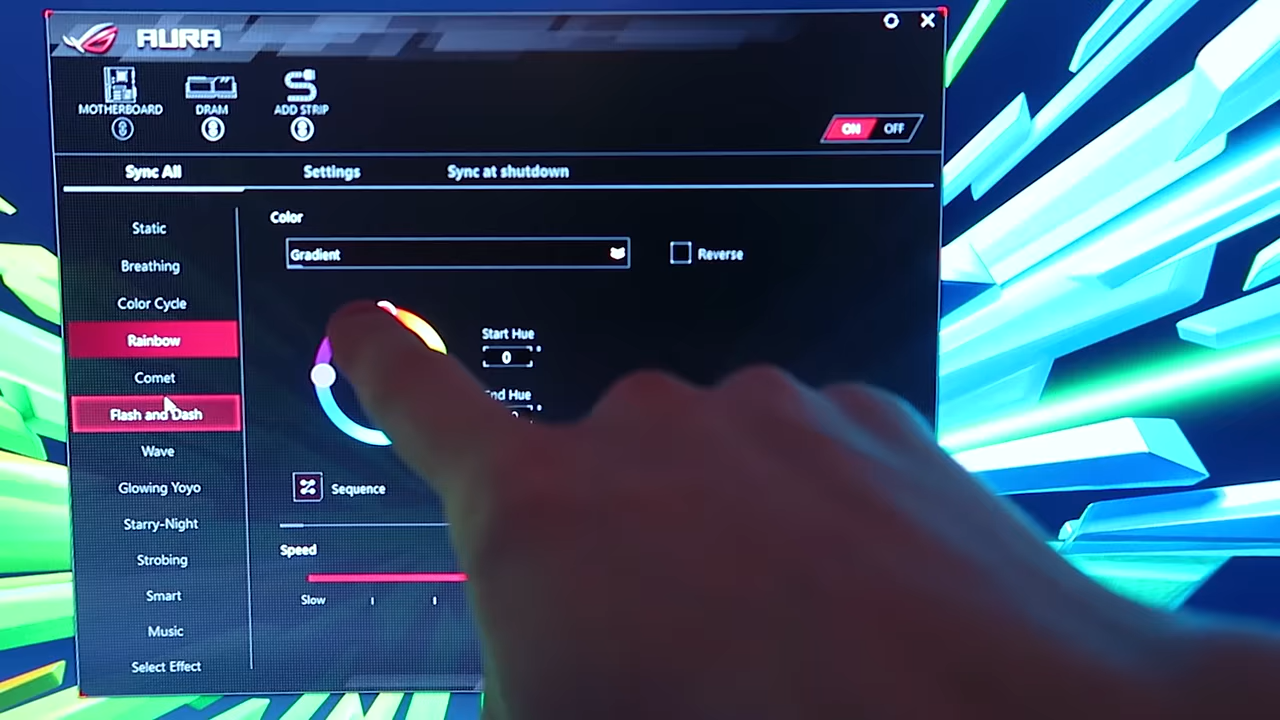 AURA
MOTHERBOARD DRAM ADD STRIP
ON OFF
Sync All Settings Sync at shutdown
Static
Breathing
Color Cycle
Rainbow
Comet
Flash and Dash
Wave
Glowing Yoyo
Starry-Night
Strobing
Smart
Music
Select Effect
Color
Gradient
Reverse
Start Hue
0
nd Hue
Sequence
Speed
Slow